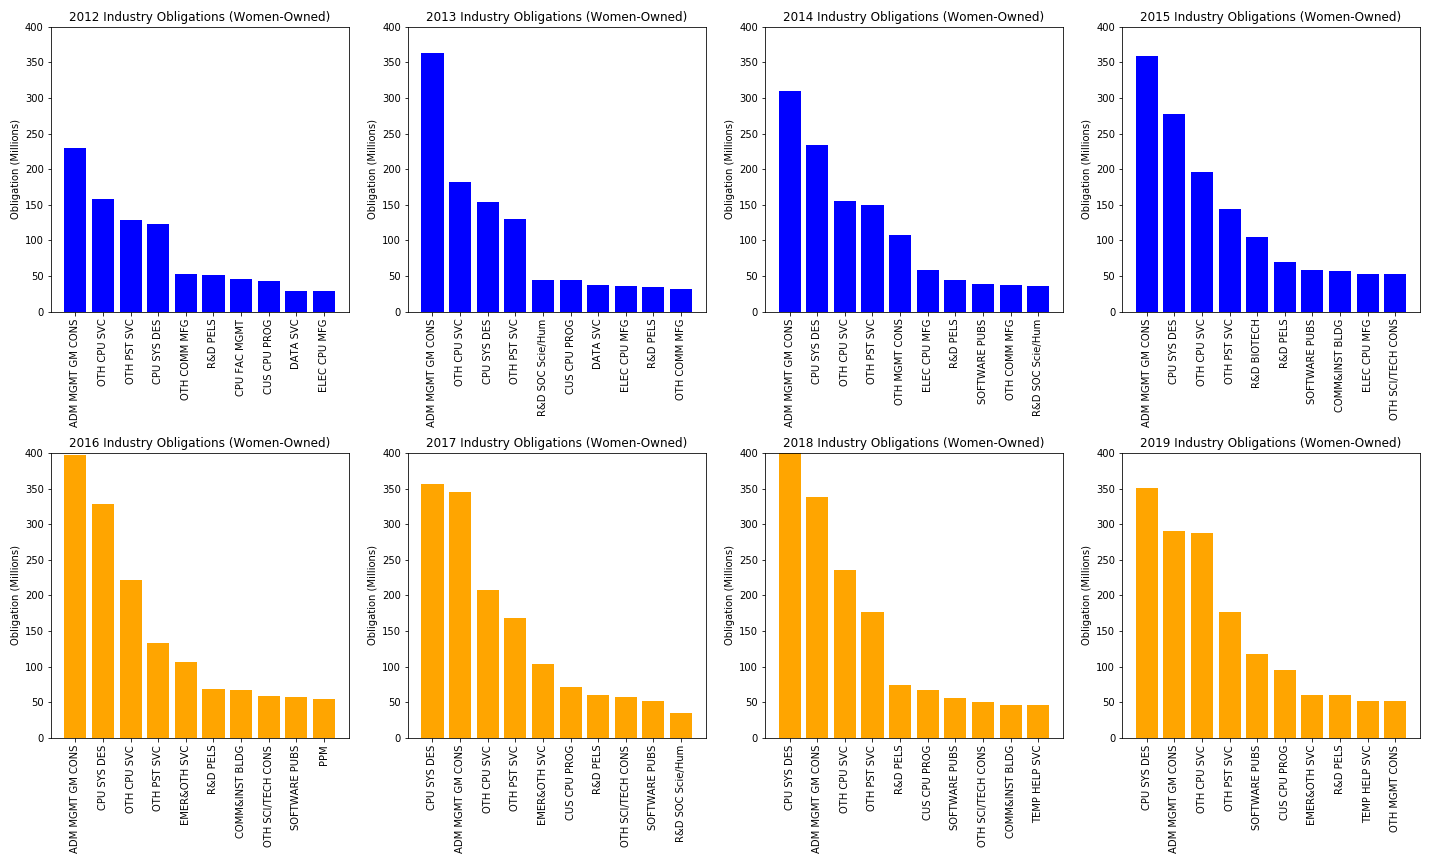 2012 Industry Obligations (Women-Owned)
Obligation (Millions)
400
350
300
250
200
150
100
50
0
ADM MGMT GM CONS
OTH CPU SVC
OTH PST SVC
CPU SYS DES
OTH COMM MFG
R&D PELS
CPU FAC MGMT
CUS CPU PROG
DATA SVC
ELEC CPU MFG
2013 Industry Obligations (Women-Owned)
Obligation (Millions)
400
350
300
250
200
150
100
50
0
ADM MGMT GM CONS
OTH CPU SVC
CPU SYS DES
OTH PST SVC
R&D SOC Scie/Hum
CUS CPU PROG
DATA SVC
ELEC CPU MFG
R&D PELS
OTH COMM MFG
2014 Industry Obligations (Women-Owned)
Obligation (Millions)
400
350
300
250
200
150
100
50
0
ADM MGMT GM CONS
CPU SYS DES
OTH CPU SVC
OTH PST SVC
OTH MGMT CONS
ELEC CPU MFG
R&D PELS
SOFTWARE PUBS
OTH COMM MFG
R&D SOC Scie/Hum
2015 Industry Obligations (Women-Owned)
Obligation (Millions)
400
350
300
250
200
150
100
50
0
ADM MGMT GM CONS
CPU SYS DES
OTH CPU SVC
OTH PST SVC
R&D BIOTECH
R&D PELS
SOFTWARE PUBS
COMM&INST BLDG
ELEC CPU MFG
OTH SCI/TECH CONS
2016 Industry Obligations (Women-Owned)
Obligation (Millions)
400
350
300
250
200
150
100
50
0
ADM MGMT GM CONS
CPU SYS DES
OTH CPU SVC
OTH PST SVC
EMER&OTH SVC
R&D PELS
COMM&INST BLDG
OTH SCI/TECH CONS
SOFTWARE PUBS
PPM
2017 Industry Obligations (Women-Owned)
Obligation (Millions)
400
350
300
250
200
150
100
50
0
CPU SYS DES
ADM MGMT GM CONS
OTH CPU SVC
OTH PST SVC
EMER&OTH SVC
CUS CPU PROG
R&D PELS
OTH SCI/TECH CONS
SOFTWARE PUBS
R&D SOC Scie/Hum
2018 Industry Obligations (Women-Owned)
Obligation (Millions)
400
350
300
250
200
150
100
50
0
CPU SYS DES
ADM MGMT GM CONS
OTH CPU SVC
OTH PST SVC
R&D PELS
CUS CPU PROG
SOFTWARE PUBS
OTH SCI/TECH CONS
COMM&INST BLDG
TEMP HELP SVC
2019 Industry Obligations (Women-Owned)
Obligation (Millions)
400
350
300
250
200
150
100
50
0
CPU SYS DES
ADM MGMT GM CONS
OTH CPU SVC
OTH PST SVC
SOFTWARE PUBS
CUS CPU PROG
EMER&OTH SVC
R&D PELS
TEMP HELP SVC
OTH MGMT CONS